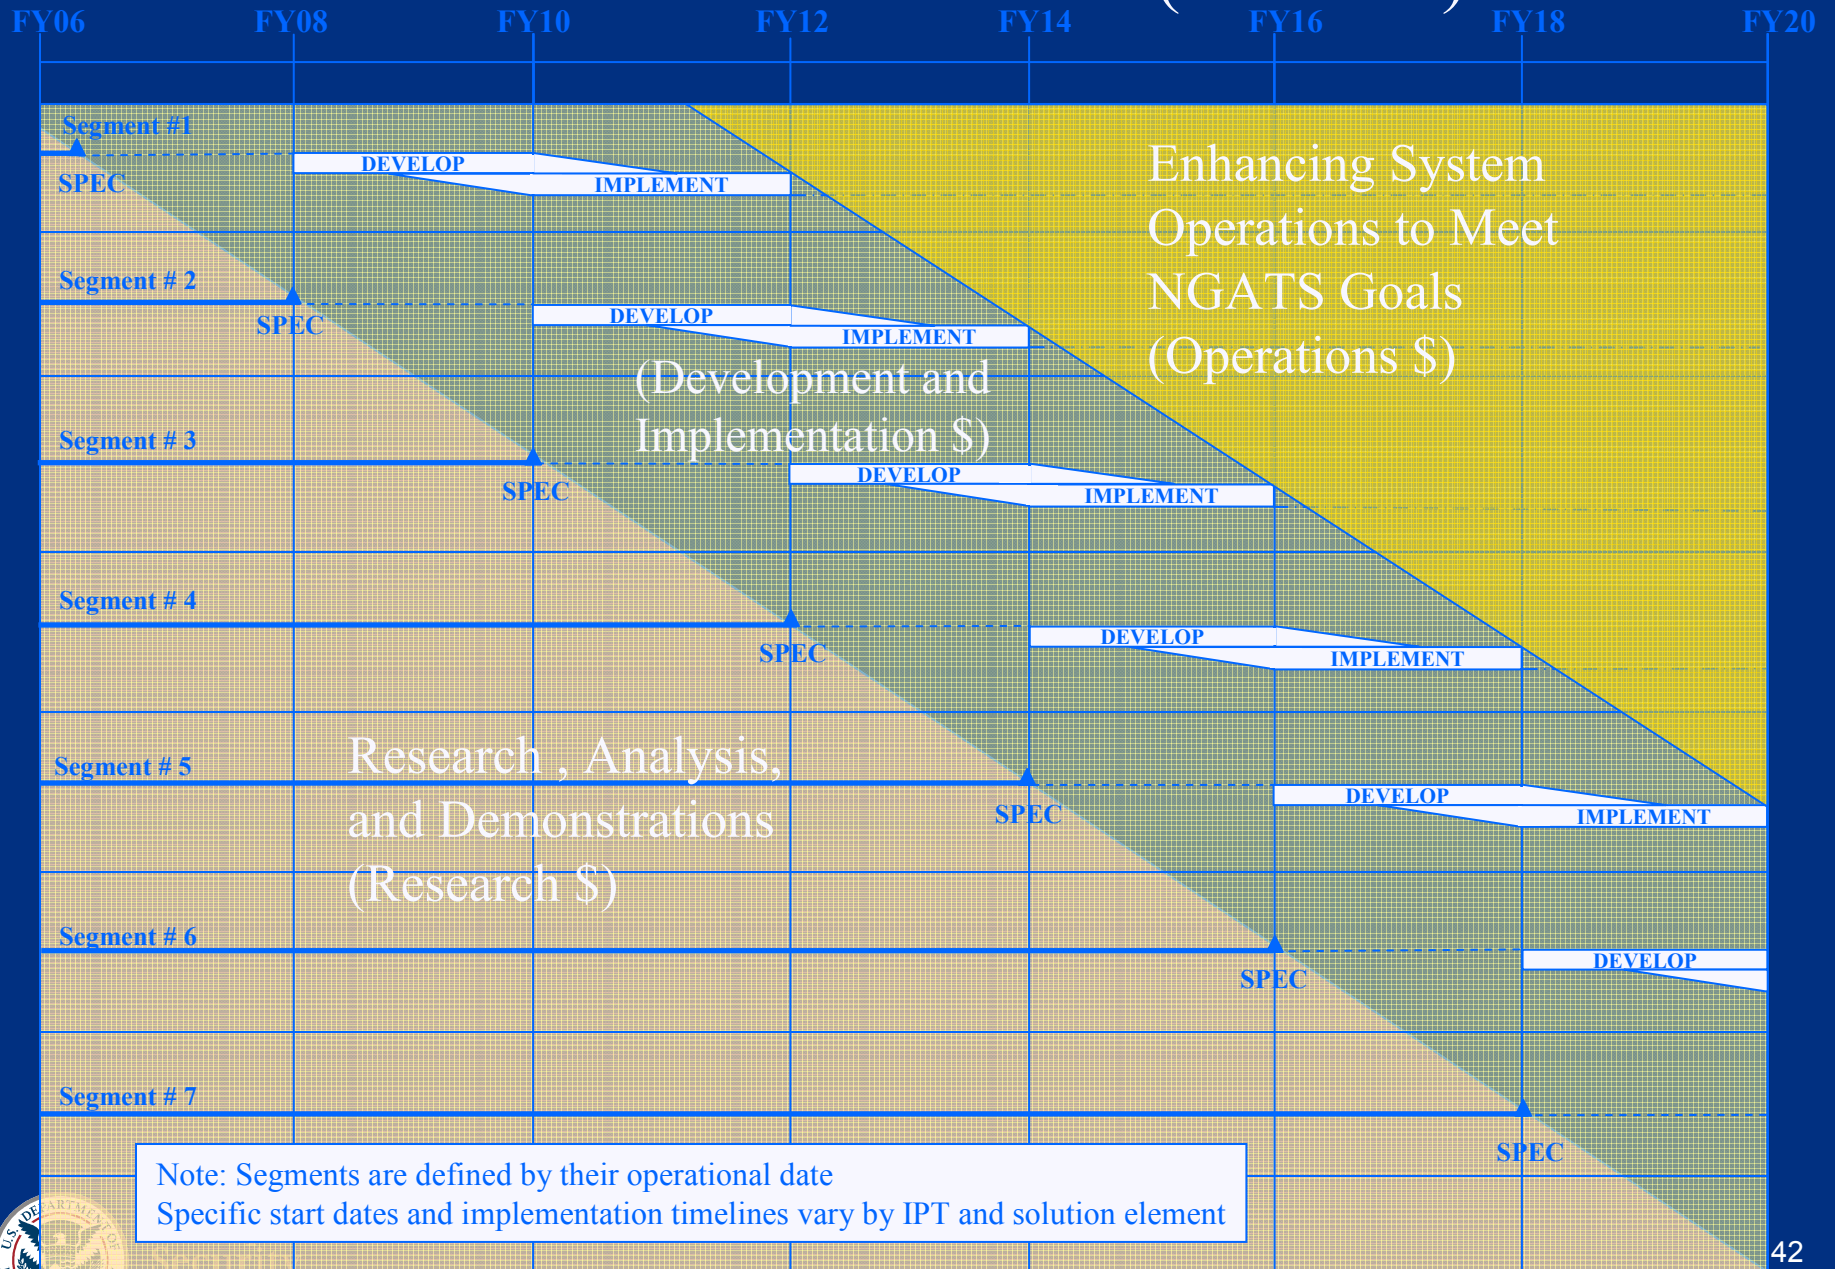 FY06 FY08 FY10 FY12 FY14 FY16 FY18 FY20
Segment #1
SPEC
DEVELOP
IMPLEMENT
Enhancing System
Operations to Meet
NGATS Goals
(Operations $)
Segment # 2
SPEC
DEVELOP
IMPLEMENT
(Development and
Implementation $)
Segment # 3
SPEC
DEVELOP
IMPLEMENT
Segment # 4
SPEC
DEVELOP
IMPLEMENT
Research , Analysis,
and Demonstrations
(Research $)
Segment # 5
SPEC
DEVELOP
IMPLEMENT
Segment # 6
SPEC
DEVELOP
Segment # 7
SPEC
Note: Segments are defined by their operational date
Specific start dates and implementation timelines vary by IPT and solution element
U.S. DEPARTMENT OF
Security
42